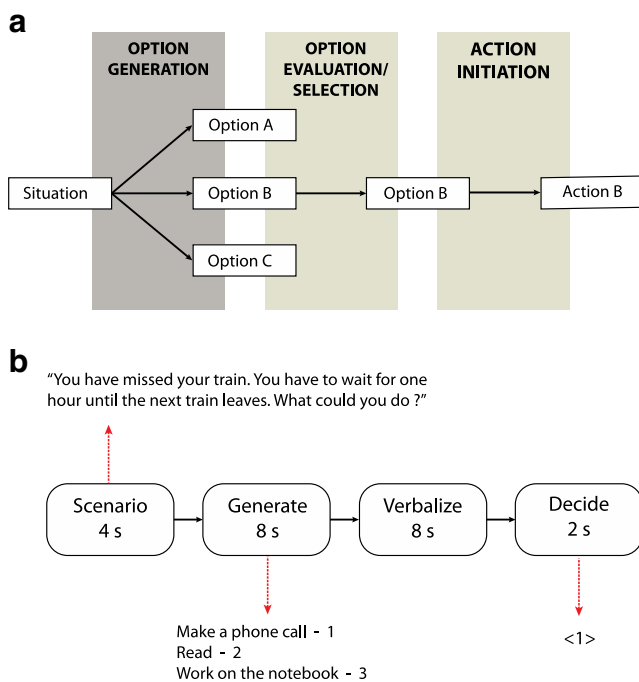 a
OPTION
GENERATION
OPTION
EVALUATION/
SELECTION
ACTION
INITIATION
Option A
Situation
Option B
Option B
Action B
Option C
b
“You have missed your train. You have to wait for one
hour until the next train leaves. What could you do ?”
Scenario
4 s
Generate
8 s
Verbalize
8 s
Decide
2 s
Make a phone call - 1
Read - 2
Work on the notebook - 3
<1>